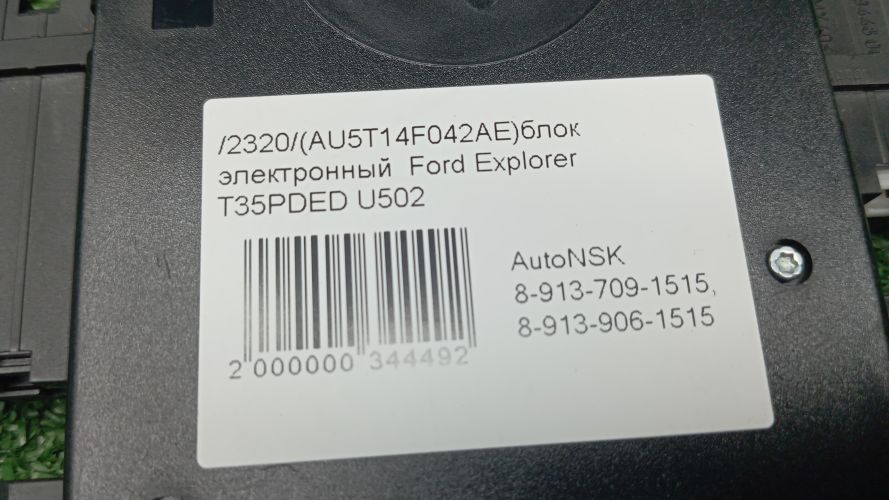 /2320/(AU5T14F042AE)блок
электронный Ford Explorer
T35PDED U502
AutoNSK
8-913-709-1515,
8-913-906-1515
2 000000 344492